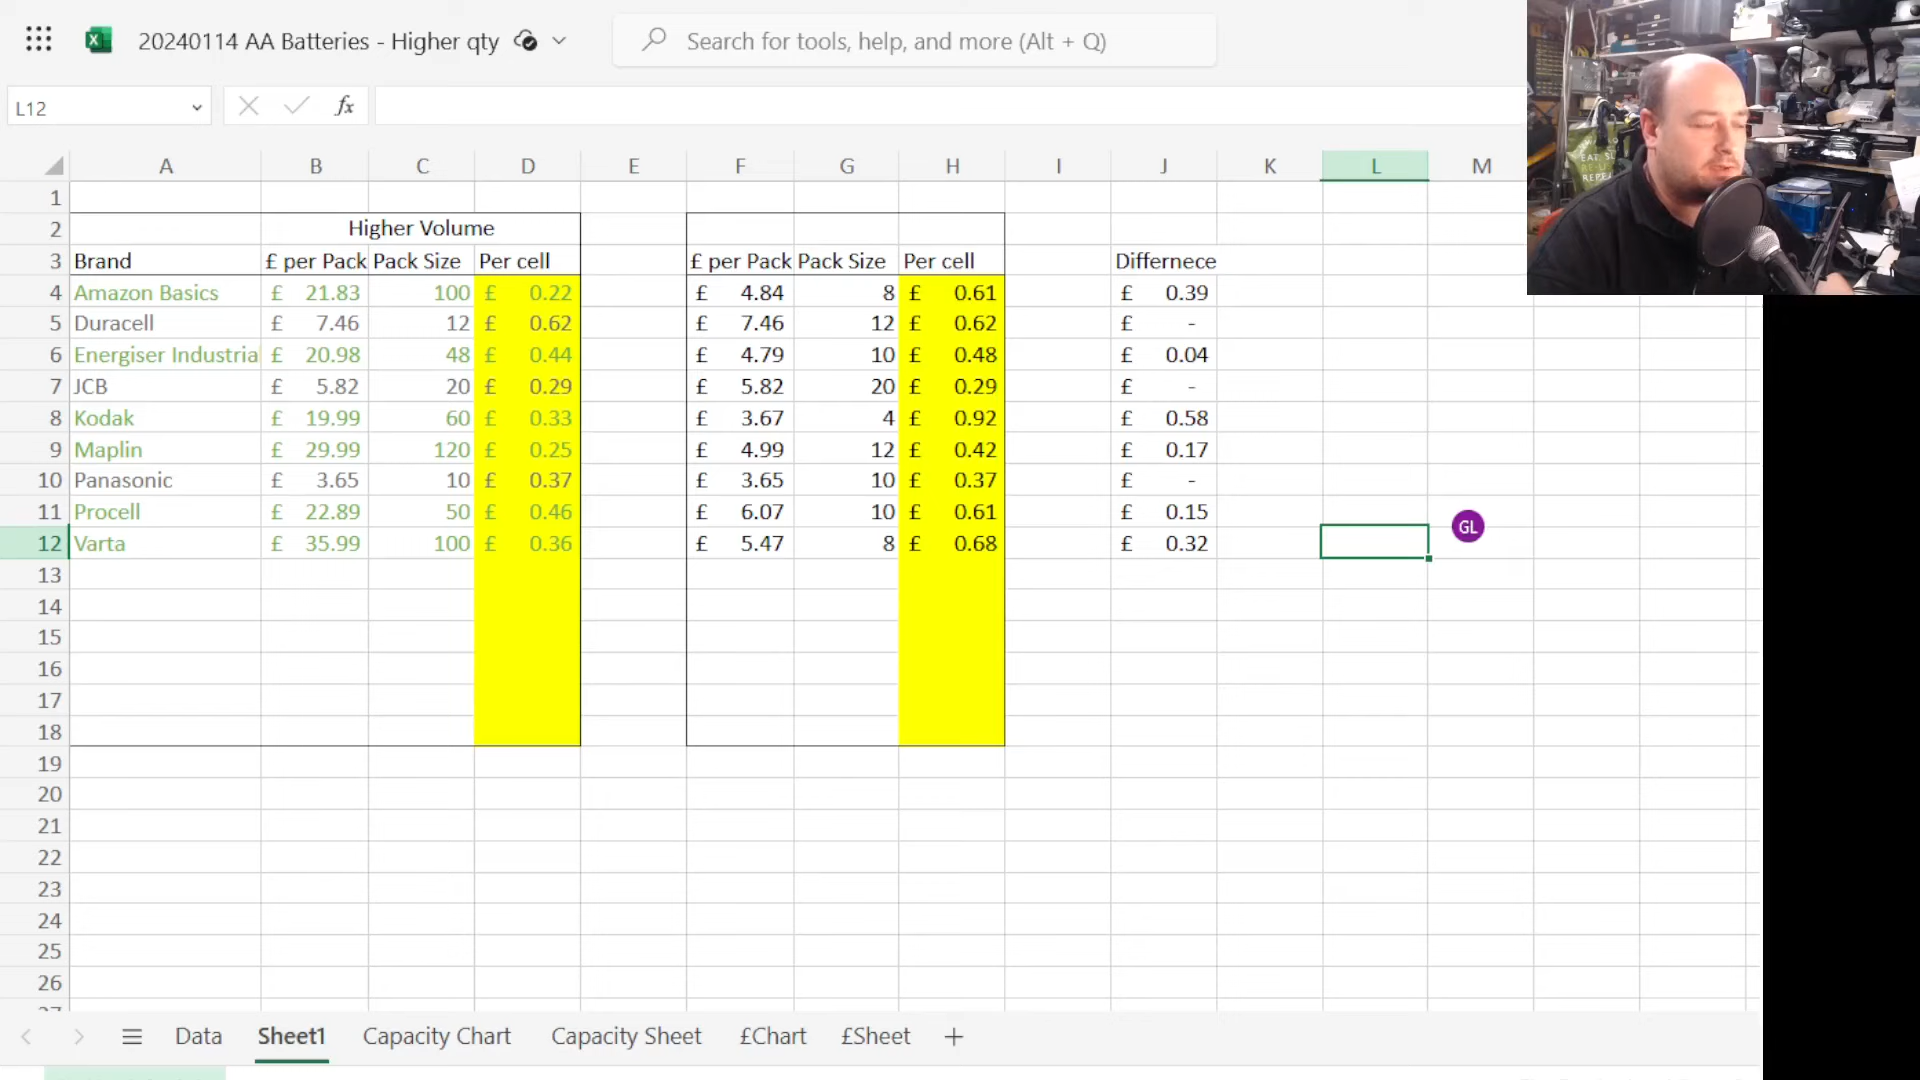 20240114 AA Batteries - Higher qty
Search for tools, help, and more (Alt + Q)
L12
fx
A B C D E F G H I J K L M
1
2 Higher Volume
3 Brand £ per Pack Pack Size Per cell £ per Pack Pack Size Per cell Differnece
4 Amazon Basics £ 21.83 100 £ 0.22 £ 4.84 8 £ 0.61 £ 0.39
5 Duracell £ 7.46 12 £ 0.62 £ 7.46 12 £ 0.62 £ -
6 Energiser Industrial £ 20.98 48 £ 0.44 £ 4.79 10 £ 0.48 £ 0.04
7 JCB £ 5.82 20 £ 0.29 £ 5.82 20 £ 0.29 £ -
8 Kodak £ 19.99 60 £ 0.33 £ 3.67 4 £ 0.92 £ 0.58
9 Maplin £ 29.99 120 £ 0.25 £ 4.99 12 £ 0.42 £ 0.17
10 Panasonic £ 3.65 10 £ 0.37 £ 3.65 10 £ 0.37 £ -
11 Procell £ 22.89 50 £ 0.46 £ 6.07 10 £ 0.61 £ 0.15
12 Varta £ 35.99 100 £ 0.36 £ 5.47 8 £ 0.68 £ 0.32
GL
13
14
15
16
17
18
19
20
21
22
23
24
25
26
27
Data Sheet1 Capacity Chart Capacity Sheet £Chart £Sheet +